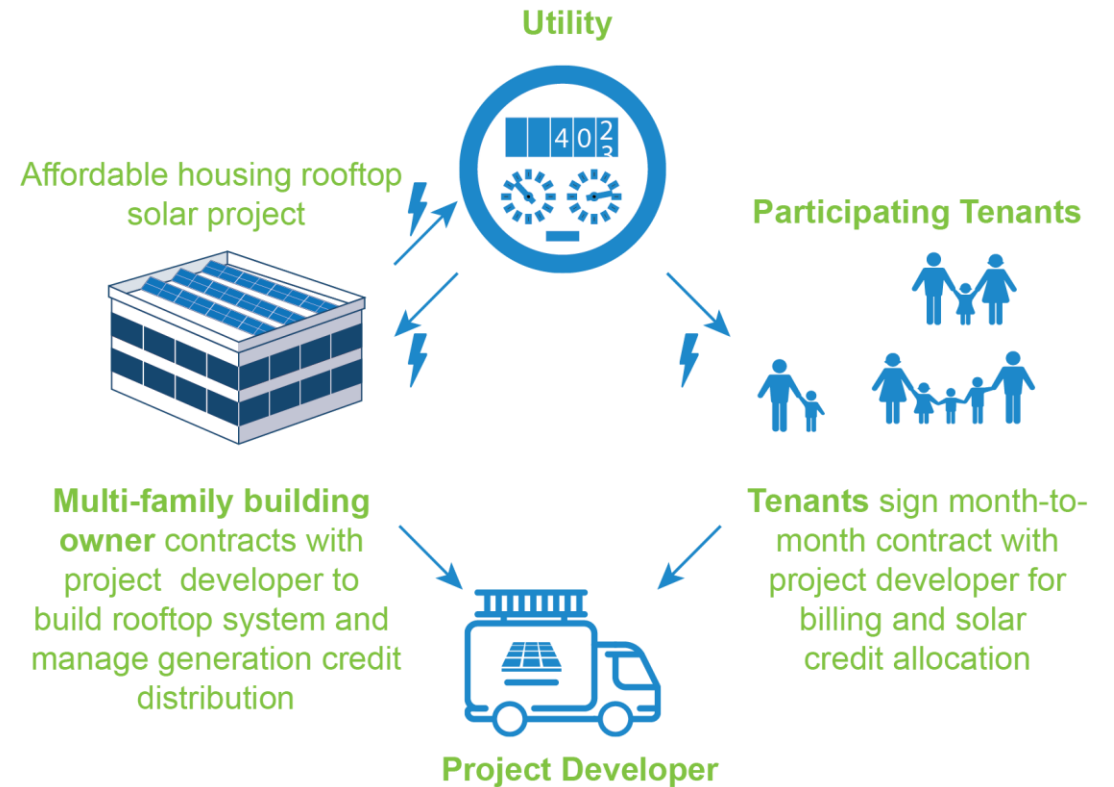 Utility
402
3
Affordable housing rooftop
solar project
Participating Tenants
Multi-family building
owner contracts with
project developer to
build rooftop system and
manage generation credit
distribution
Tenants sign month-to-
month contract with
project developer for
billing and solar
credit allocation
Project Developer